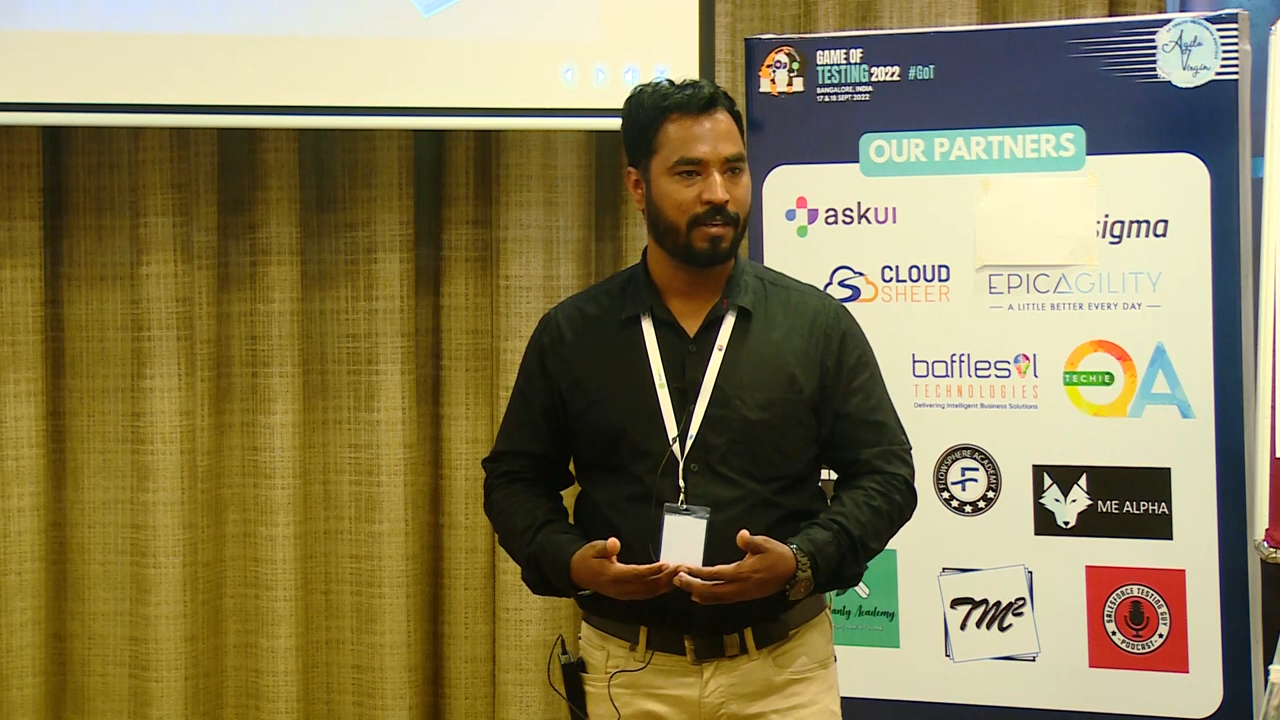 GAME OF
TESTING 2022 #GoT
BANGALORE, INDIA
17 & 18 SEPT. 2022
Agile
Virgin
OUR PARTNERS
askui
sigma
CLOUD
SHEER
EPICAGILITY
A LITTLE BETTER EVERY DAY
bafflesol
TECHNOLOGIES
Delivering Intelligent Business Solutions
TECHIE
QA
FLOWSPHERE ACADEMY
F
ME ALPHA
Academy
TM²
SALESFORCE TESTING GUY
PODCAST